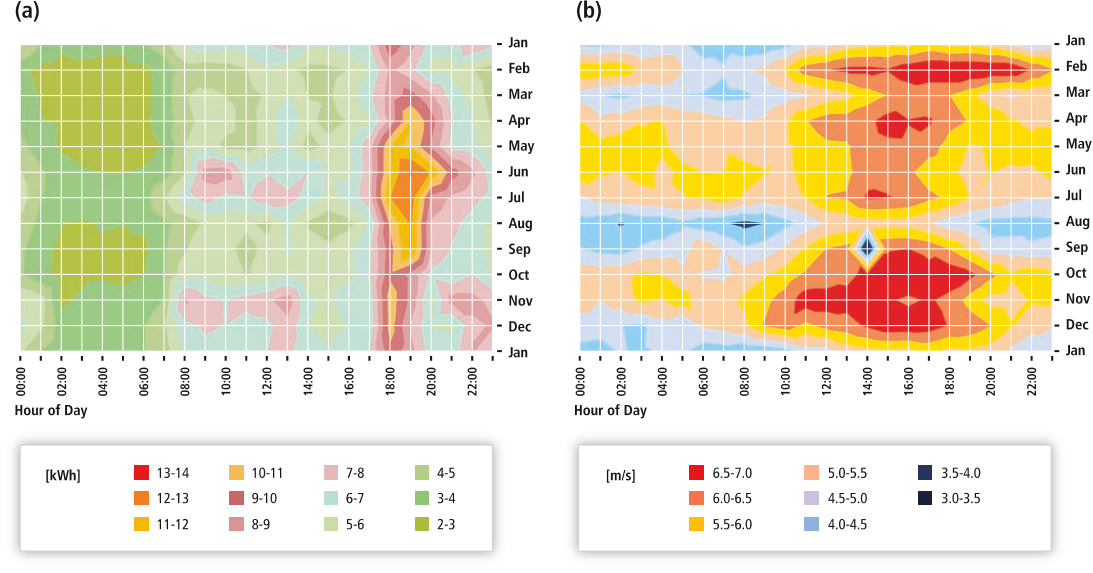 (a)
Jan
Feb
Mar
Apr
May
Jun
Jul
Aug
Sep
Oct
Nov
Dec
Jan
00:00 02:00 04:00 06:00 08:00 10:00 12:00 14:00 16:00 18:00 20:00 22:00
Hour of Day
[kWh]
13-14 10-11 7-8 4-5
12-13 9-10 6-7 3-4
11-12 8-9 5-6 2-3
(b)
Jan
Feb
Mar
Apr
May
Jun
Jul
Aug
Sep
Oct
Nov
Dec
Jan
00:00 02:00 04:00 06:00 08:00 10:00 12:00 14:00 16:00 18:00 20:00 22:00
Hour of Day
[m/s]
6.5-7.0 5.0-5.5 3.5-4.0
6.0-6.5 4.5-5.0 3.0-3.5
5.5-6.0 4.0-4.5